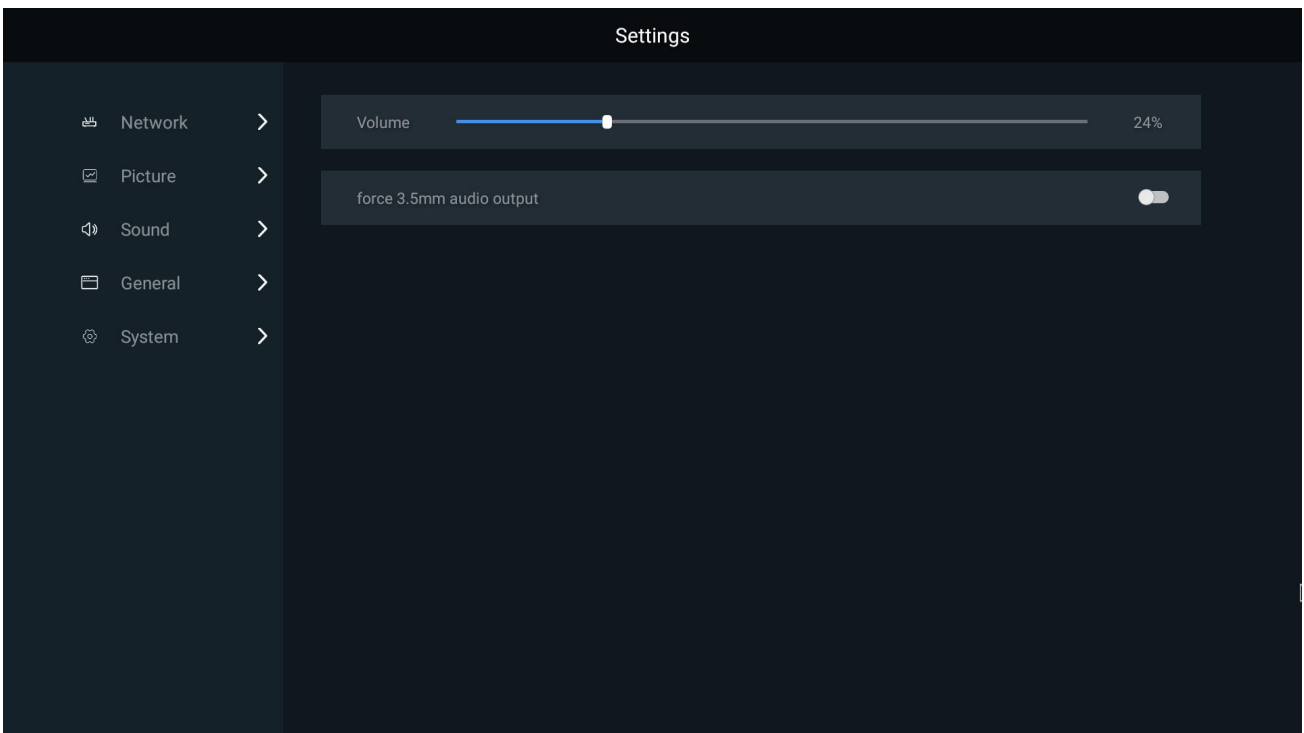 Settings
Network
Picture
Sound
General
System
Volume 24%
force 3.5mm audio output